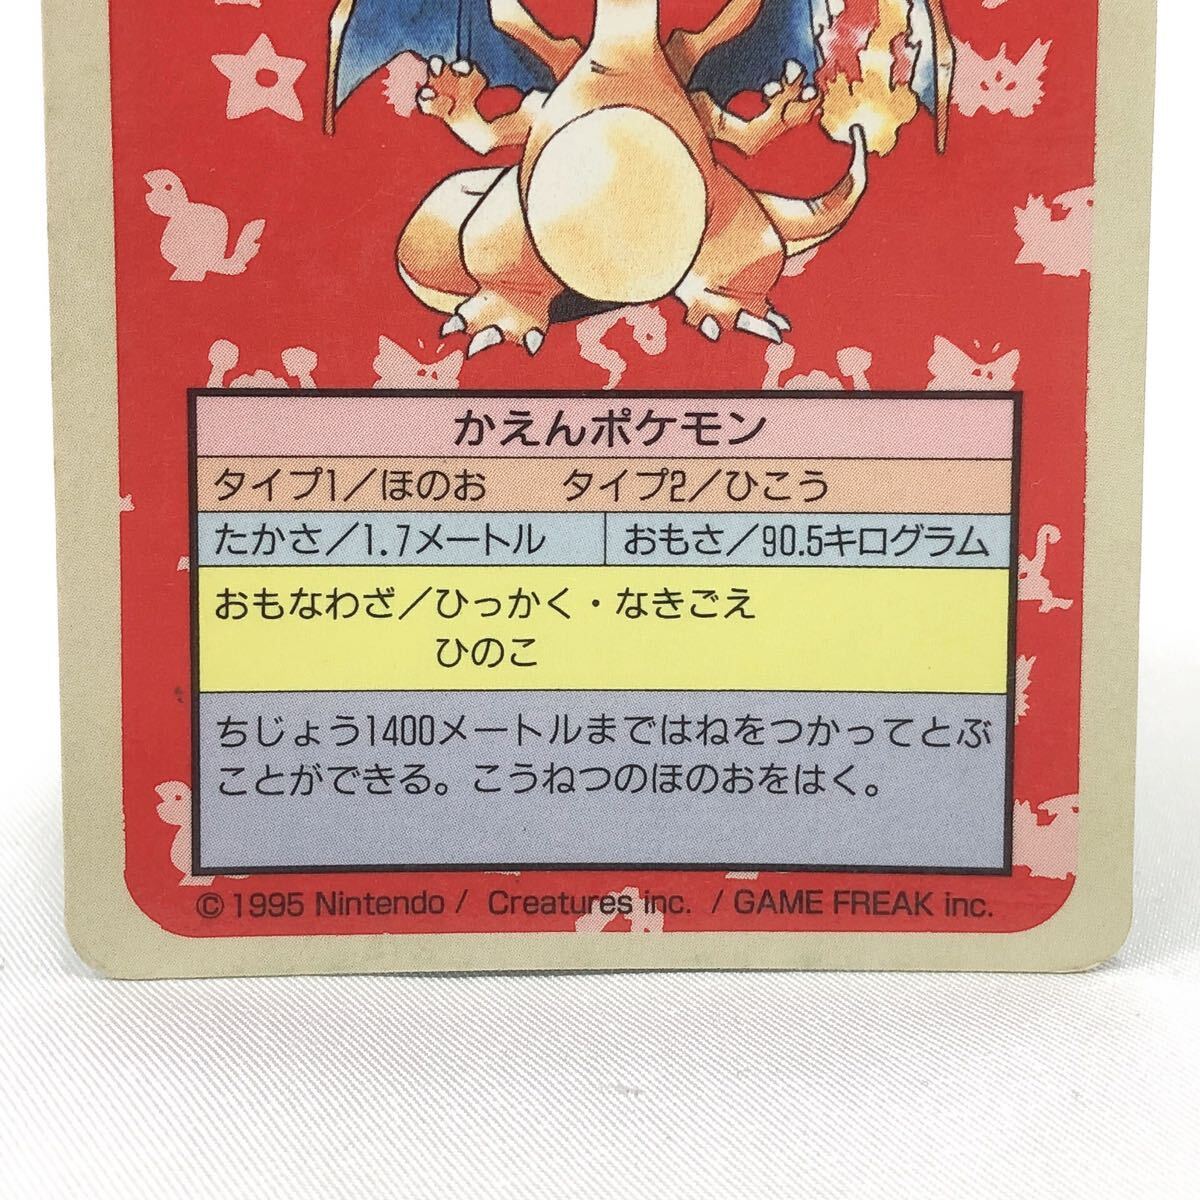 かえんポケモン
タイプ1/ほのお　タイプ2/ひこう
たかさ/1.7メートル　おもさ/90.5キログラム
おもなわざ/ひっかく・なきごえ
ひのこ
ちじょう1400メートルまではねをつかってとぶ
ことができる。こうねつのほのおをはく。
© 1995 Nintendo / Creatures inc. / GAME FREAK inc.